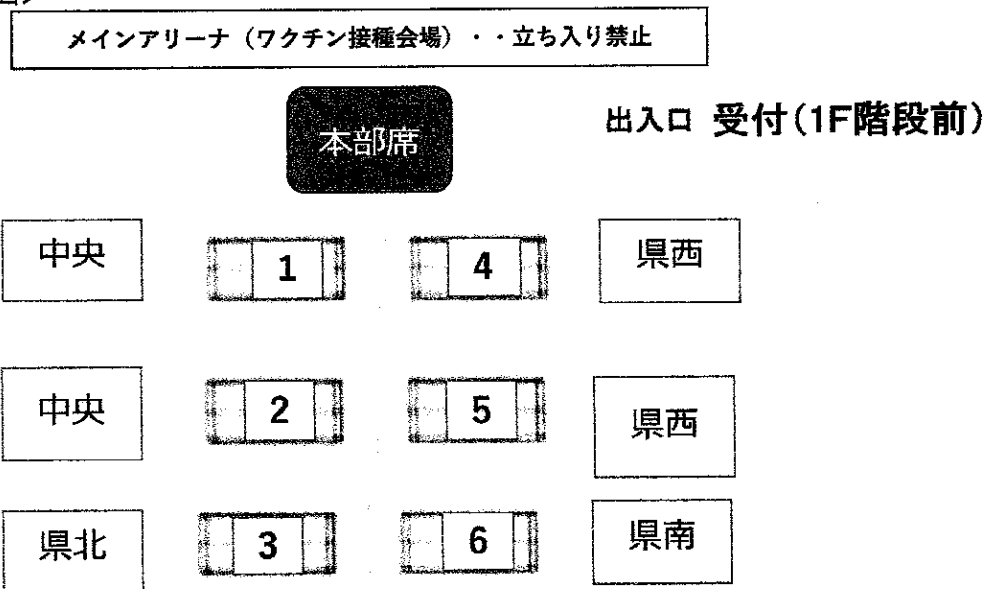 メインアリーナ（ワクチン接種会場）・・立ち入り禁止
本部席
出入口 受付(1F階段前)
中央 1 4 県西
中央 2 5 県西
県北 3 6 県南